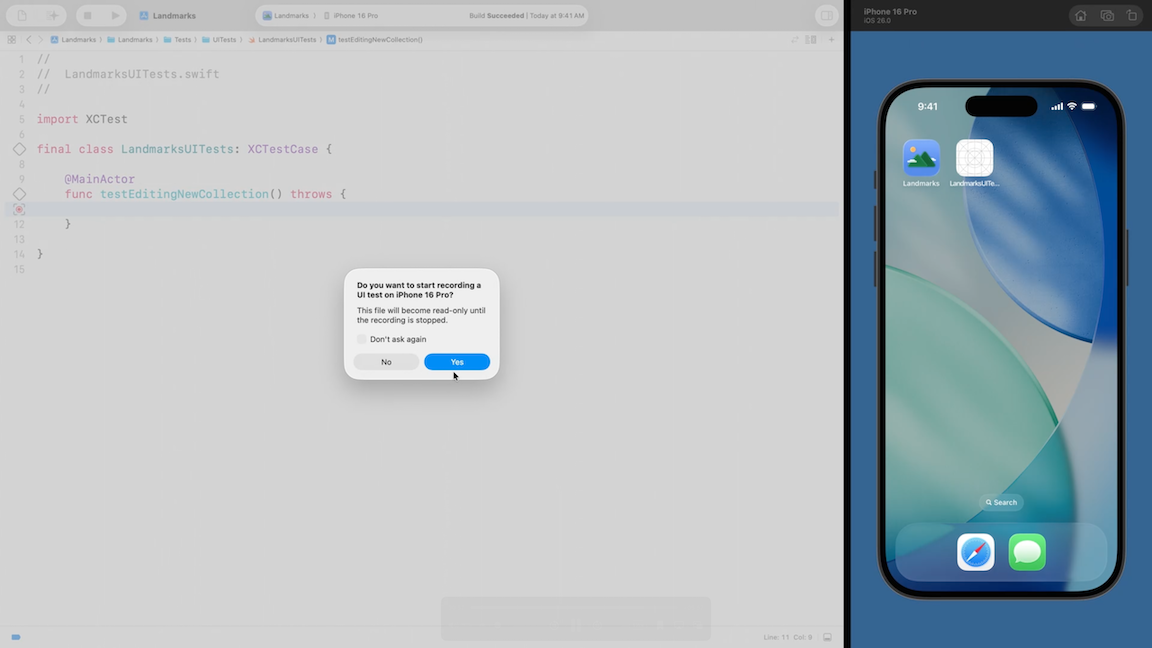 Landmarks
Landmarks 〉 iPhone 16 Pro
Build Succeeded | Today at 9:41 AM
Landmarks 〉 Landmarks 〉 Tests 〉 UITests 〉 LandmarksUITests 〉 M testEditingNewCollection()
1 //
2 //  LandmarksUITests.swift
3 //
4
5 import XCTest
6
final class LandmarksUITests: XCTestCase {
8
9 @MainActor
func testEditingNewCollection() throws {
12 }
13
14 }
15
Do you want to start recording a
UI test on iPhone 16 Pro?
This file will become read-only until
the recording is stopped.
Don't ask again
No
Yes
Line: 11 Col: 9
iPhone 16 Pro
iOS 26.0
9:41
Landmarks
LandmarksUITe...
Search